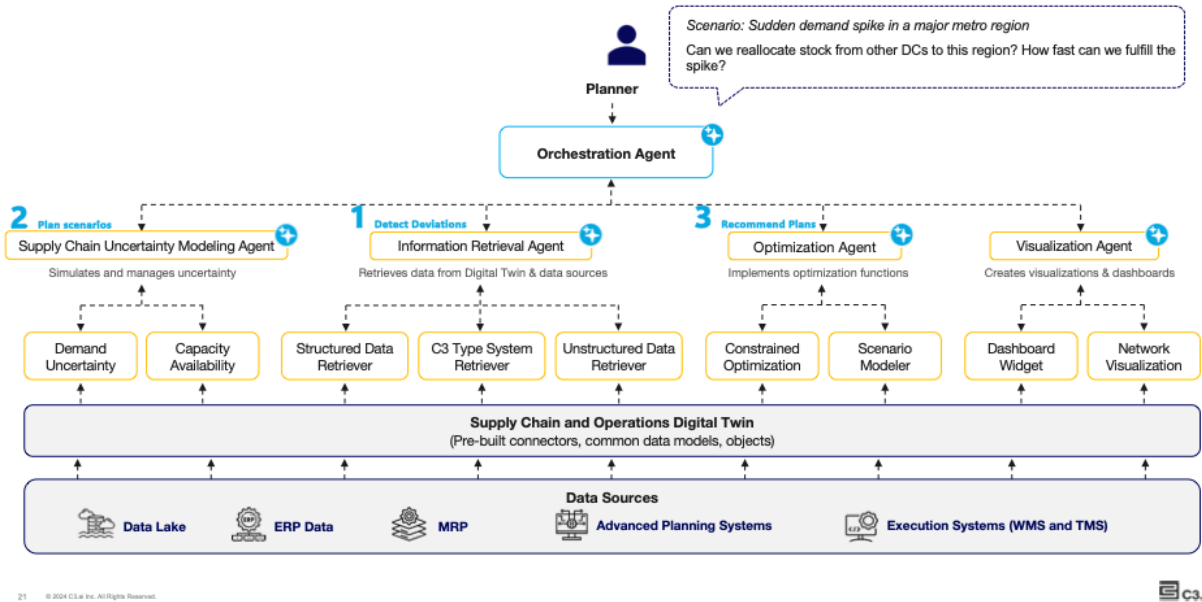 Scenario: Sudden demand spike in a major metro region
Can we reallocate stock from other DCs to this region? How fast can we fulfill the
spike?
Planner
Orchestration Agent
2 Plan scenarios
1 Detect Deviations
3 Recommend Plans
Supply Chain Uncertainty Modeling Agent
Information Retrieval Agent
Optimization Agent
Visualization Agent
Simulates and manages uncertainty
Retrieves data from Digital Twin & data sources
Implements optimization functions
Creates visualizations & dashboards
Demand
Uncertainty
Capacity
Availability
Structured Data
Retriever
C3 Type System
Retriever
Unstructured Data
Retriever
Constrained
Optimization
Scenario
Modeler
Dashboard
Widget
Network
Visualization
Supply Chain and Operations Digital Twin
(Pre-built connectors, common data models, objects)
Data Sources
Data Lake
ERP
ERP Data
MRP
Advanced Planning Systems
</>
Execution Systems (WMS and TMS)
21
© 2024 C3.ai Inc. All Rights Reserved.
C3.